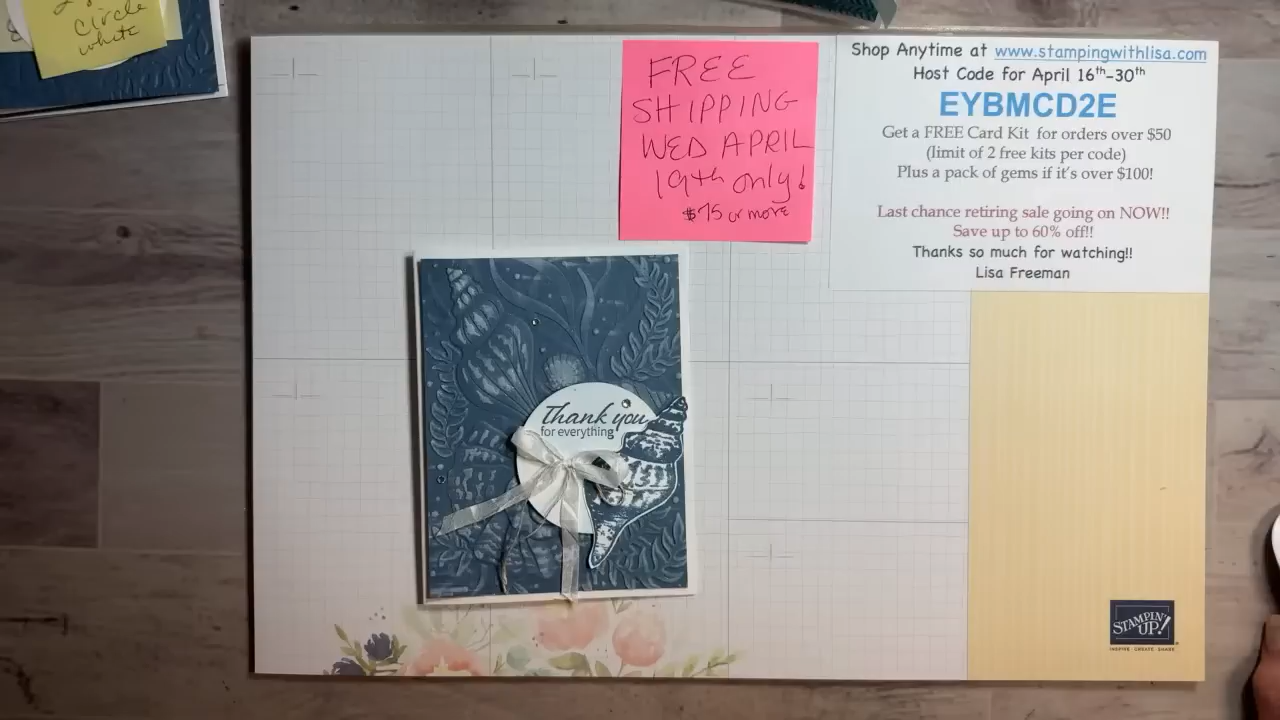 circle
white
FREE
SHIPPING
WED APRIL
19th only!
$75 or more
Shop Anytime at www.stampingwithlisa.com
Host Code for April 16th-30th
EYBMCD2E
Get a FREE Card Kit for orders over $50
(limit of 2 free kits per code)
Plus a pack of gems if it's over $100!
Last chance retiring sale going on NOW!!
Save up to 60% off!!
Thanks so much for watching!!
Lisa Freeman
Thank you
for everything
STAMPIN' UP!
INSPIRE · CREATE · SHARE